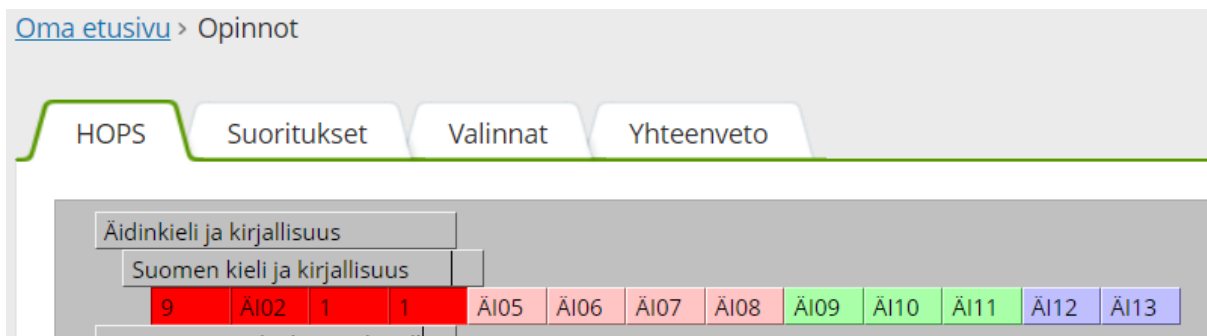 Oma etusivu > Opinnot
HOPS Suoritukset Valinnat Yhteenveto
Äidinkieli ja kirjallisuus
Suomen kieli ja kirjallisuus
9 ÄI02 1 1 ÄI05 ÄI06 ÄI07 ÄI08 ÄI09 ÄI10 ÄI11 ÄI12 ÄI13